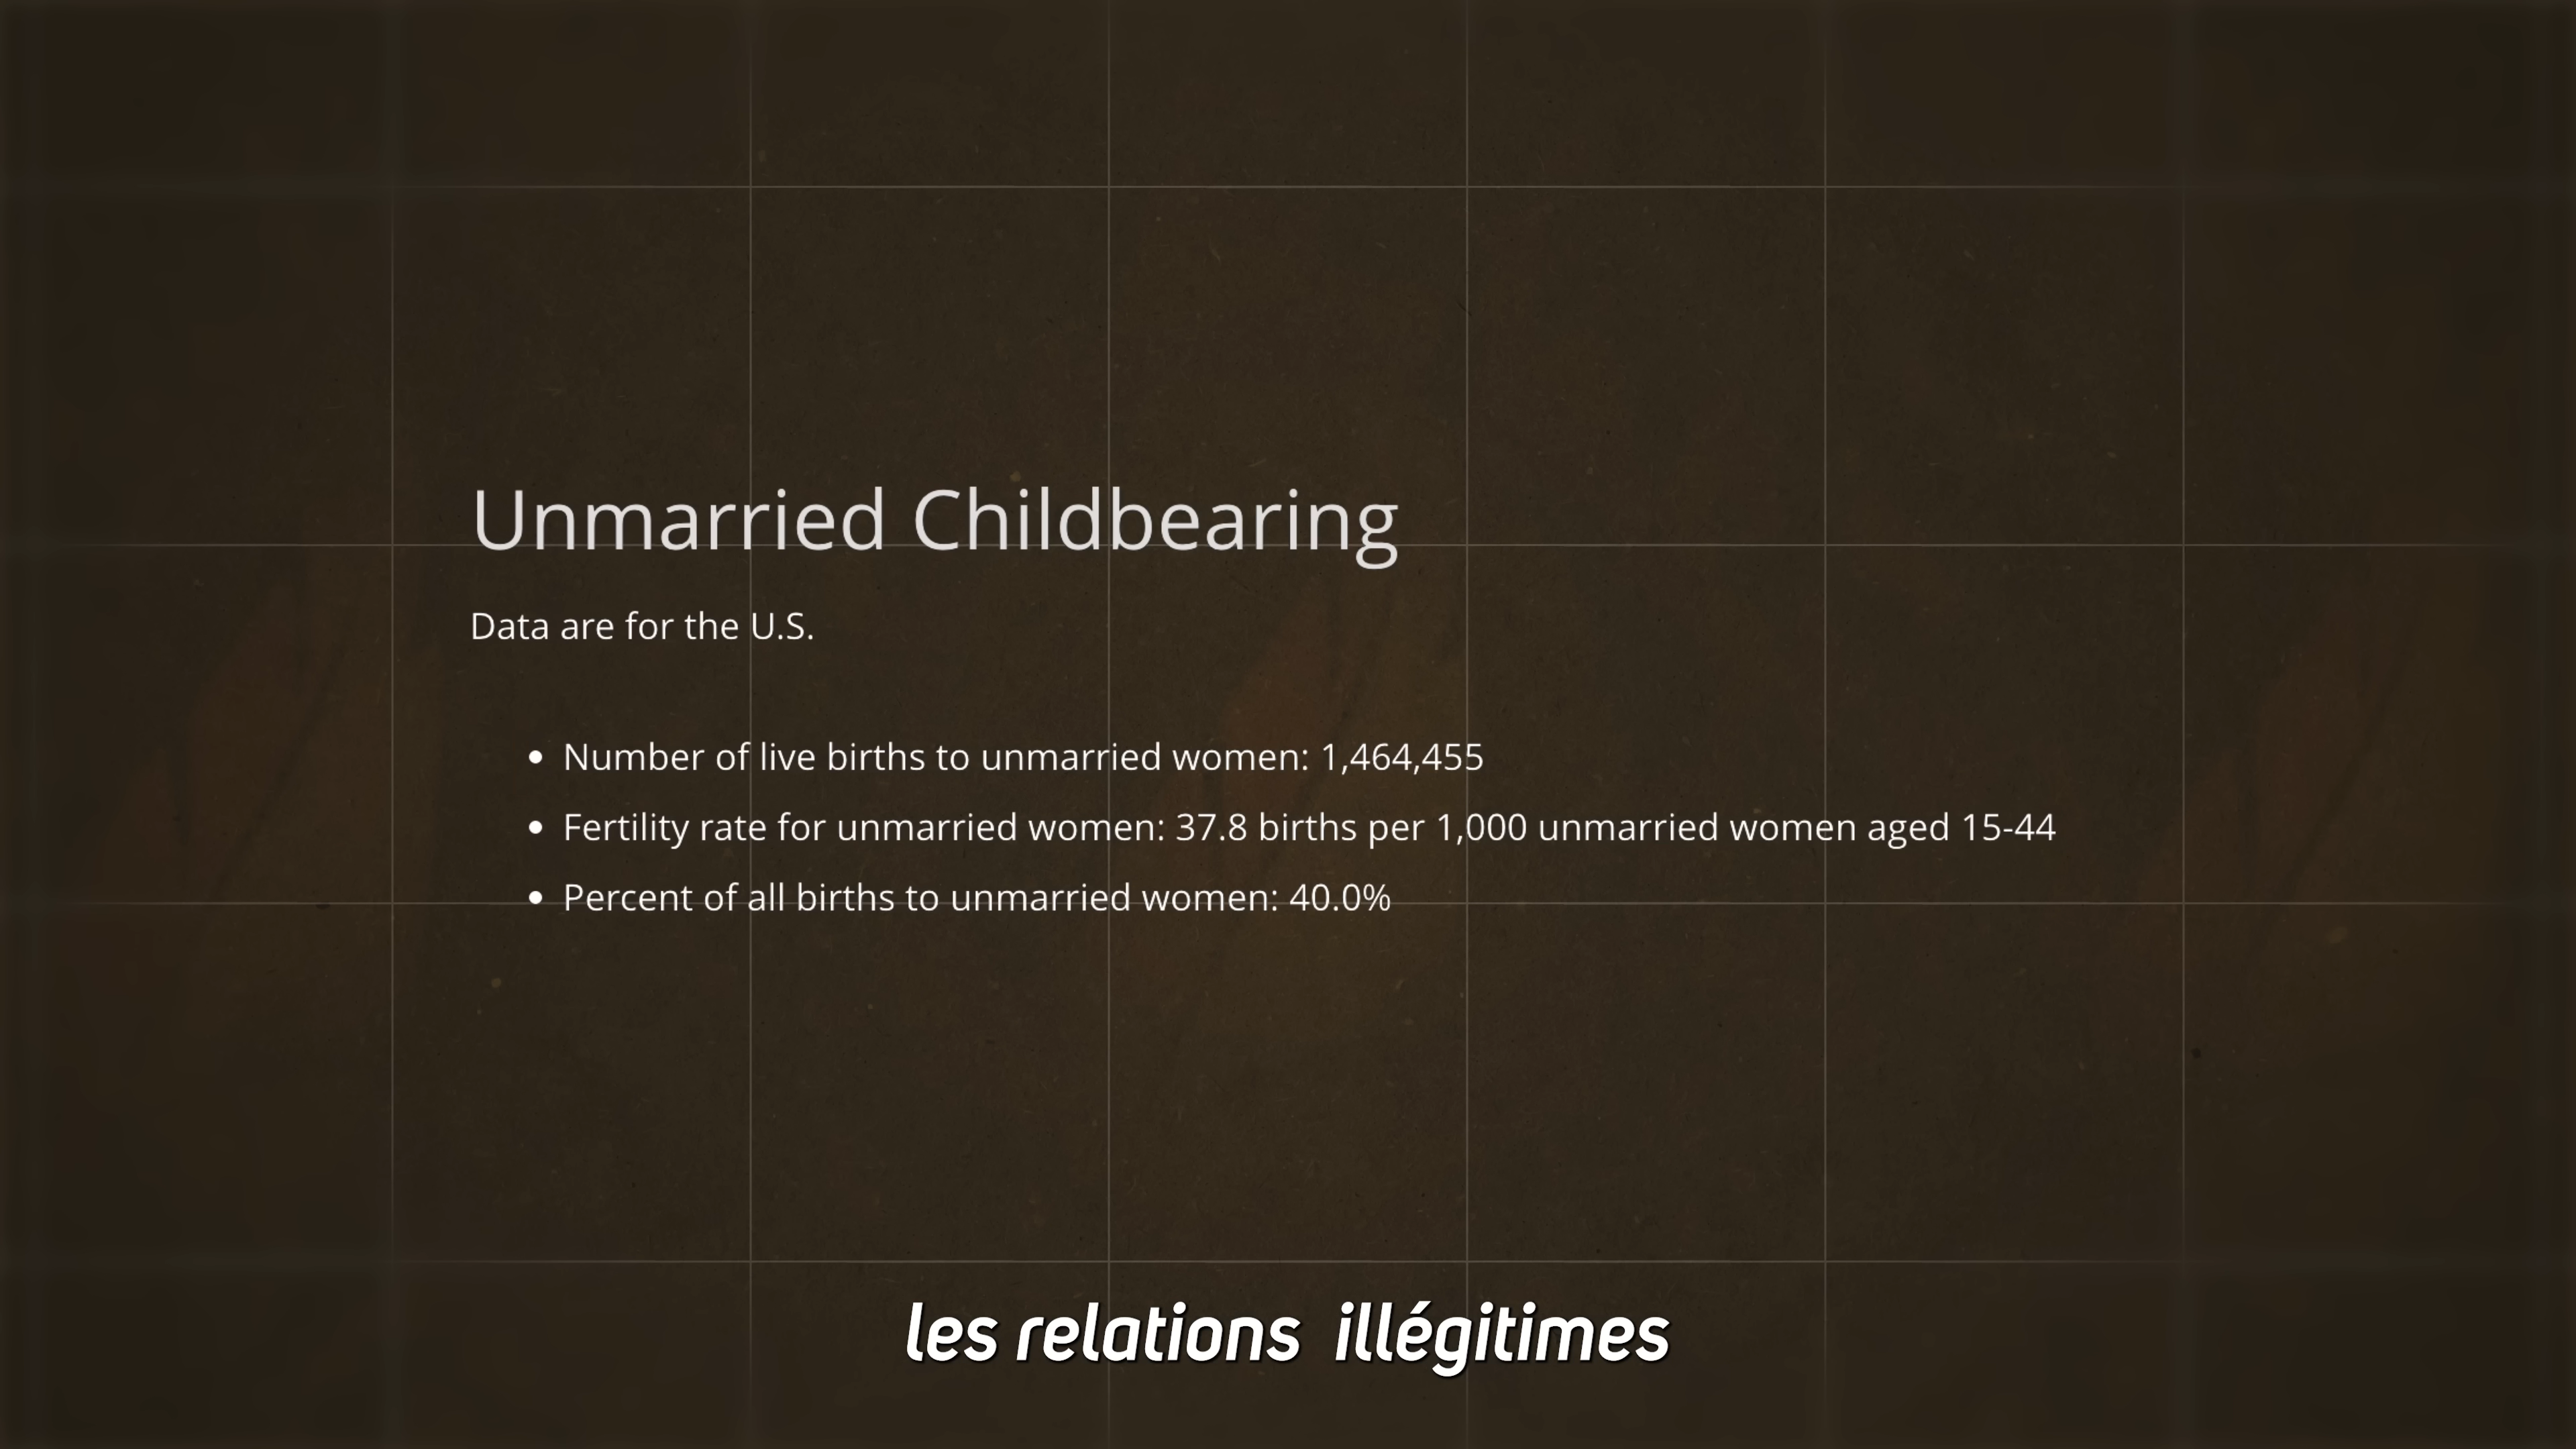 Unmarried Childbearing
Data are for the U.S.
• Number of live births to unmarried women: 1,464,455
• Fertility rate for unmarried women: 37.8 births per 1,000 unmarried women aged 15-44
• Percent of all births to unmarried women: 40.0%
les relations illégitimes